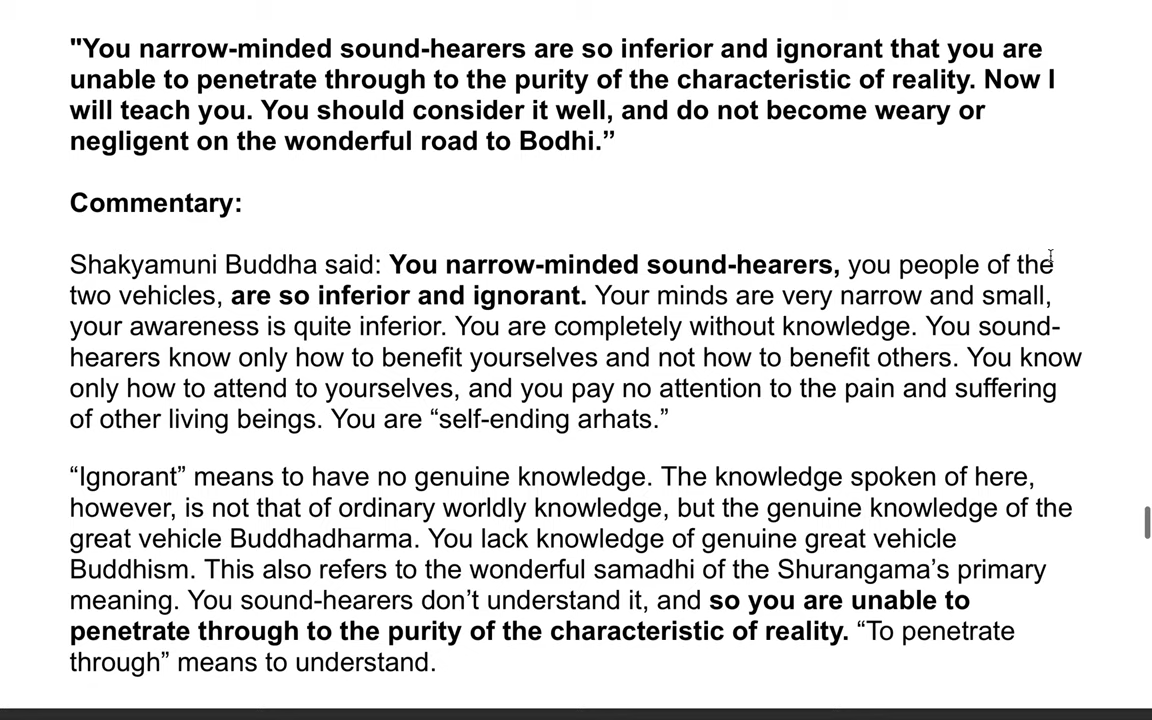 "You narrow-minded sound-hearers are so inferior and ignorant that you are
unable to penetrate through to the purity of the characteristic of reality. Now I
will teach you. You should consider it well, and do not become weary or
negligent on the wonderful road to Bodhi.”
Commentary:
Shakyamuni Buddha said: You narrow-minded sound-hearers, you people of the
two vehicles, are so inferior and ignorant. Your minds are very narrow and small,
your awareness is quite inferior. You are completely without knowledge. You sound-
hearers know only how to benefit yourselves and not how to benefit others. You know
only how to attend to yourselves, and you pay no attention to the pain and suffering
of other living beings. You are “self-ending arhats.”
“Ignorant” means to have no genuine knowledge. The knowledge spoken of here,
however, is not that of ordinary worldly knowledge, but the genuine knowledge of the
great vehicle Buddhadharma. You lack knowledge of genuine great vehicle
Buddhism. This also refers to the wonderful samadhi of the Shurangama’s primary
meaning. You sound-hearers don’t understand it, and so you are unable to
penetrate through to the purity of the characteristic of reality. “To penetrate
through” means to understand.